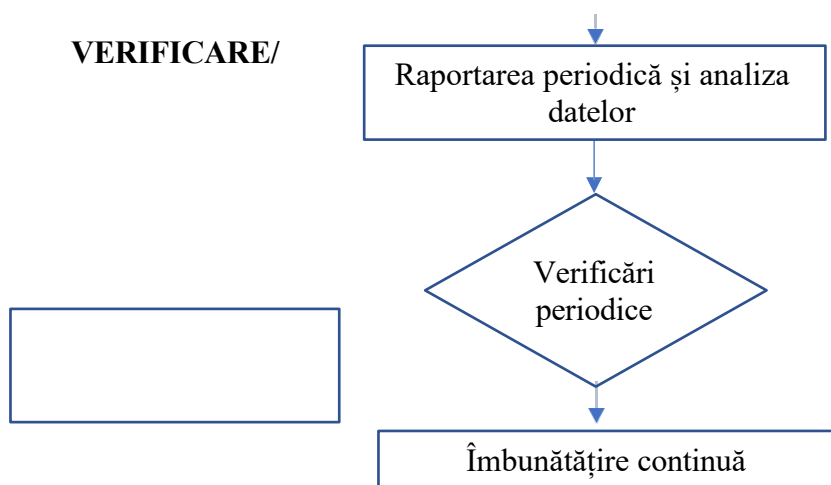 VERIFICARE/
Raportarea periodică și analiza
datelor
Verificări
periodice
Îmbunătățire continuă